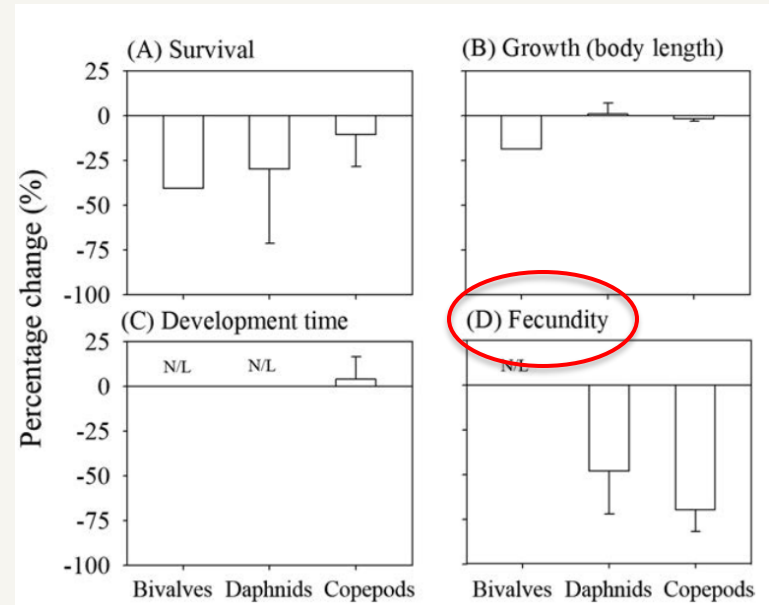 (A) Survival
(B) Growth (body length)
25
0
-25
-50
-75
-100
Percentage change (%)
(C) Development time
(D) Fecundity
25
N/L
N/L
N/L
0
-25
-50
-75
-100
Bivalves Daphnids Copepods
Bivalves Daphnids Copepods